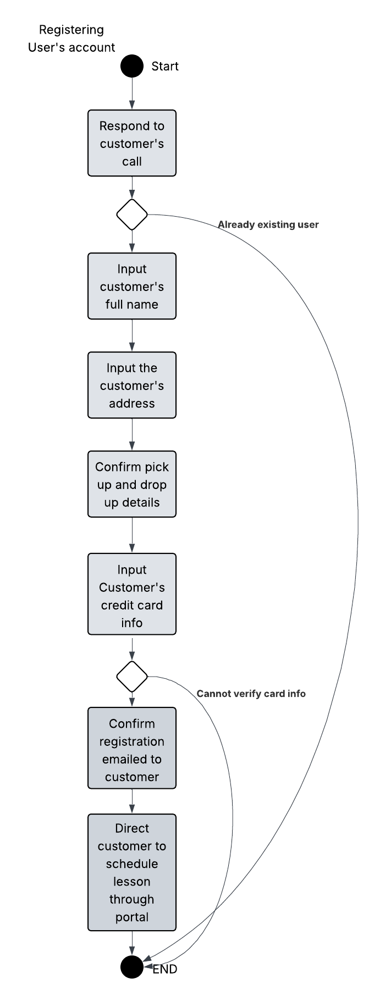 Registering
User's account
Start
Respond to
customer's
call
Already existing user
Input
customer's
full name
Input the
customer's
address
Confirm pick
up and drop
up details
Input
Customer's
credit card
info
Cannot verify card info
Confirm
registration
emailed to
customer
Direct
customer to
schedule
lesson
through
portal
END